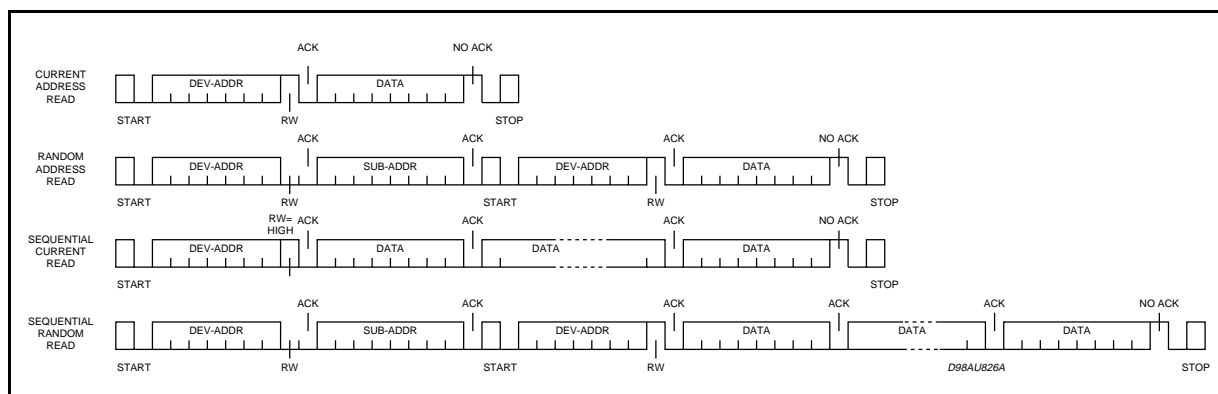 ACK NO ACK
CURRENT
ADDRESS
READ
DEV-ADDR DATA
START RW STOP
ACK ACK ACK NO ACK
RANDOM
ADDRESS
READ
DEV-ADDR SUB-ADDR DEV-ADDR DATA
START RW START RW STOP
RW=
HIGH
ACK ACK ACK NO ACK
SEQUENTIAL
CURRENT
READ
DEV-ADDR DATA DATA DATA
START STOP
ACK ACK ACK ACK ACK NO ACK
SEQUENTIAL
RANDOM
READ
DEV-ADDR SUB-ADDR DEV-ADDR DATA DATA DATA
START RW START RW D98AU826A STOP